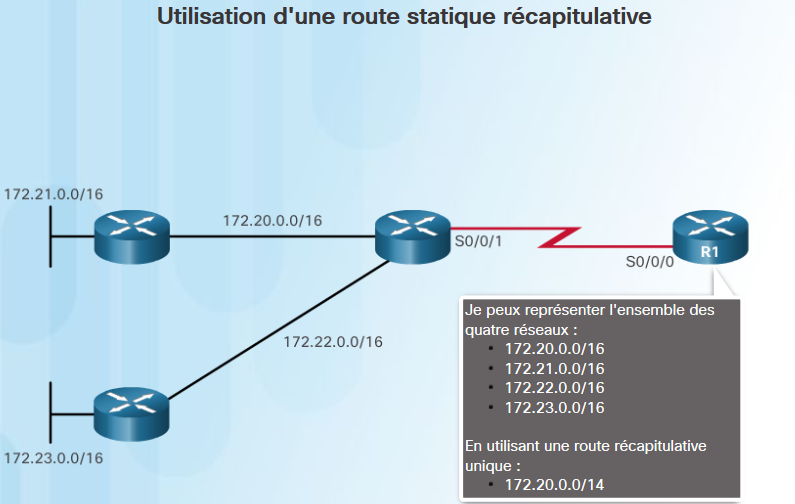 Utilisation d'une route statique récapitulative
172.21.0.0/16
172.20.0.0/16
S0/0/1
S0/0/0
R1
172.22.0.0/16
172.23.0.0/16
Je peux représenter l'ensemble des
quatre réseaux :
• 172.20.0.0/16
• 172.21.0.0/16
• 172.22.0.0/16
• 172.23.0.0/16
En utilisant une route récapitulative
unique :
• 172.20.0.0/14